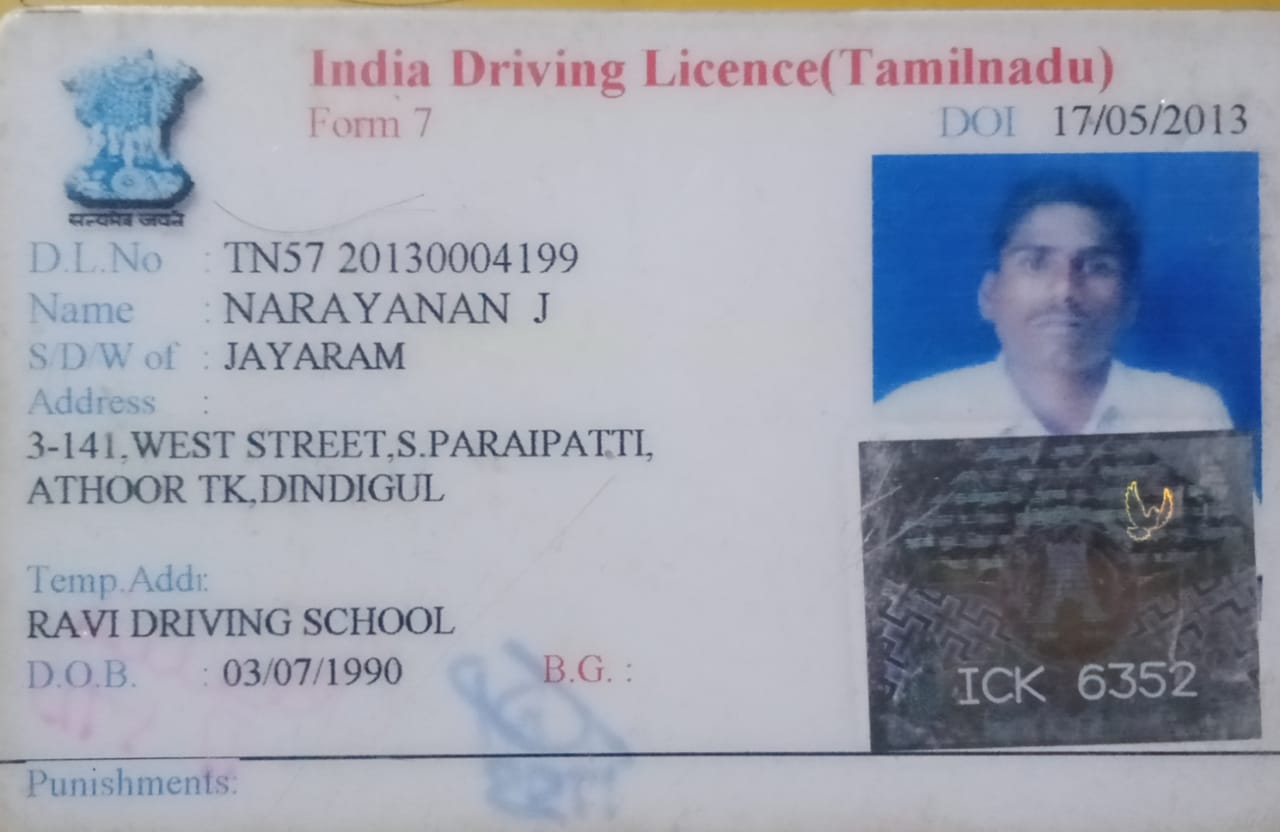 India Driving Licence(Tamilnadu)
Form 7
DOI 17/05/2013
सत्यमेव जयते
D.L.No : TN57 20130004199
Name : NARAYANAN J
S/D/W of : JAYARAM
Address :
3-141,WEST STREET,S.PARAIPATTI,
ATHOOR TK,DINDIGUL
Temp.Addr:
RAVI DRIVING SCHOOL
D.O.B. : 03/07/1990 B.G. :
ICK 6352
Punishments: